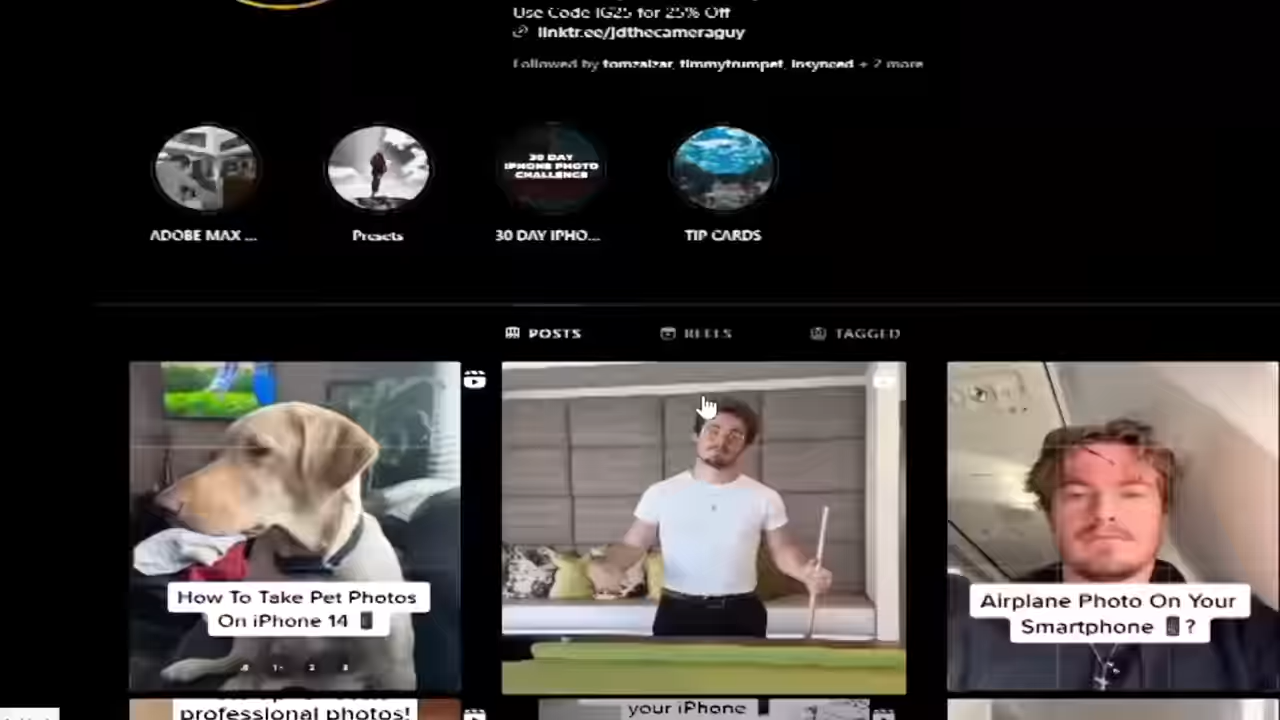 Use Code IG25 for 25% Off
linktr.ee/jdthecameraguy
Followed by tomzalzar, timmytrumpet, insynced + 7 more
30 DAY
IPHONE PHOTO
CHALLENGE
ADOBE MAX ...
Presets
30 DAY IPHO...
TIP CARDS
POSTS
REELS
TAGGED
How To Take Pet Photos
On iPhone 14
Airplane Photo On Your
Smartphone ?
professional photos!
your iPhone